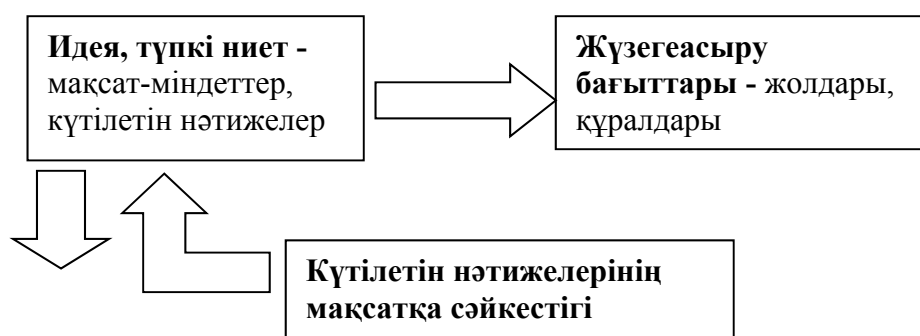 Идея, түпкі ниет -
мақсат-міндеттер,
күтілетін нәтижелер
Жүзегеасыру
бағыттары - жолдары,
құралдары
Күтілетін нәтижелерінің
мақсатқа сәйкестігі